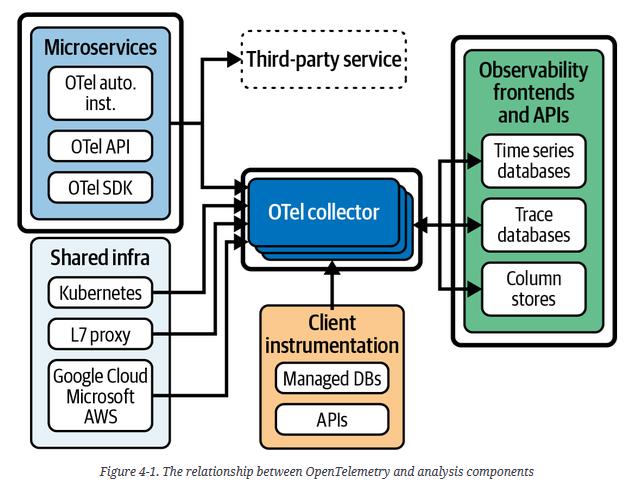 Microservices
OTel auto.
inst.
OTel API
OTel SDK
Third-party service
Observability
frontends
and APIs
Time series
databases
Trace
databases
Column
stores
OTel collector
Shared infra
Kubernetes
L7 proxy
Google Cloud
Microsoft
AWS
Client
instrumentation
Managed DBs
APIs
Figure 4-1. The relationship between OpenTelemetry and analysis components